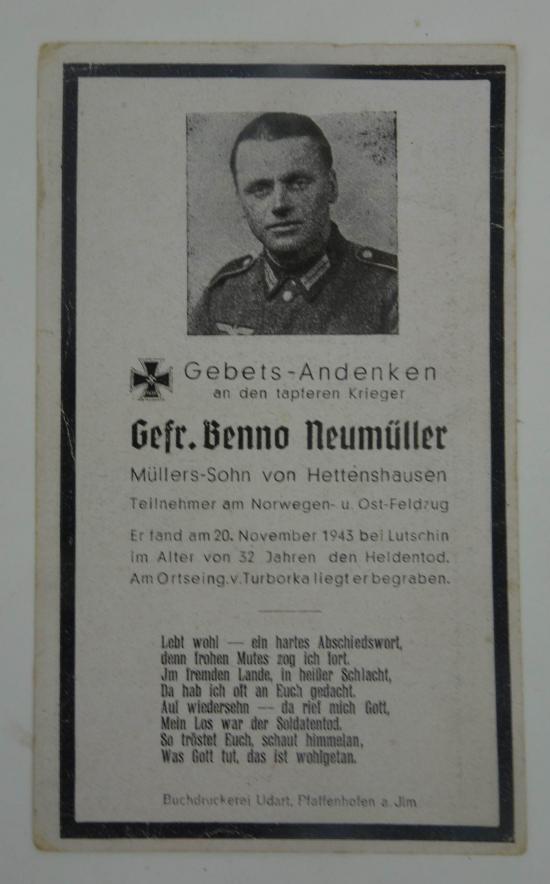 Gebets-Andenken
an den tapferen Krieger
Gefr. Benno Neumüller
Müllers-Sohn von Hettenshausen
Teilnehmer am Norwegen- u. Ost-Feldzug
Er fand am 20. November 1943 bei Lutschin
im Alter von 32 Jahren den Heldentod.
Am Ortseing. v. Turborka liegt er begraben.
Lebt wohl — ein hartes Abschiedswort,
denn frohen Mutes zog ich fort.
Jm fremden Lande, in heißer Schlacht,
Da hab ich oft an Euch gedacht.
Auf wiedersehn — da rief mich Gott,
Mein Los war der Soldatentod.
So tröstet Euch, schaut himmelan,
Was Gott tut, das ist wohlgetan.
Buchdruckerei Udart, Pfaffenhofen a. Jlm